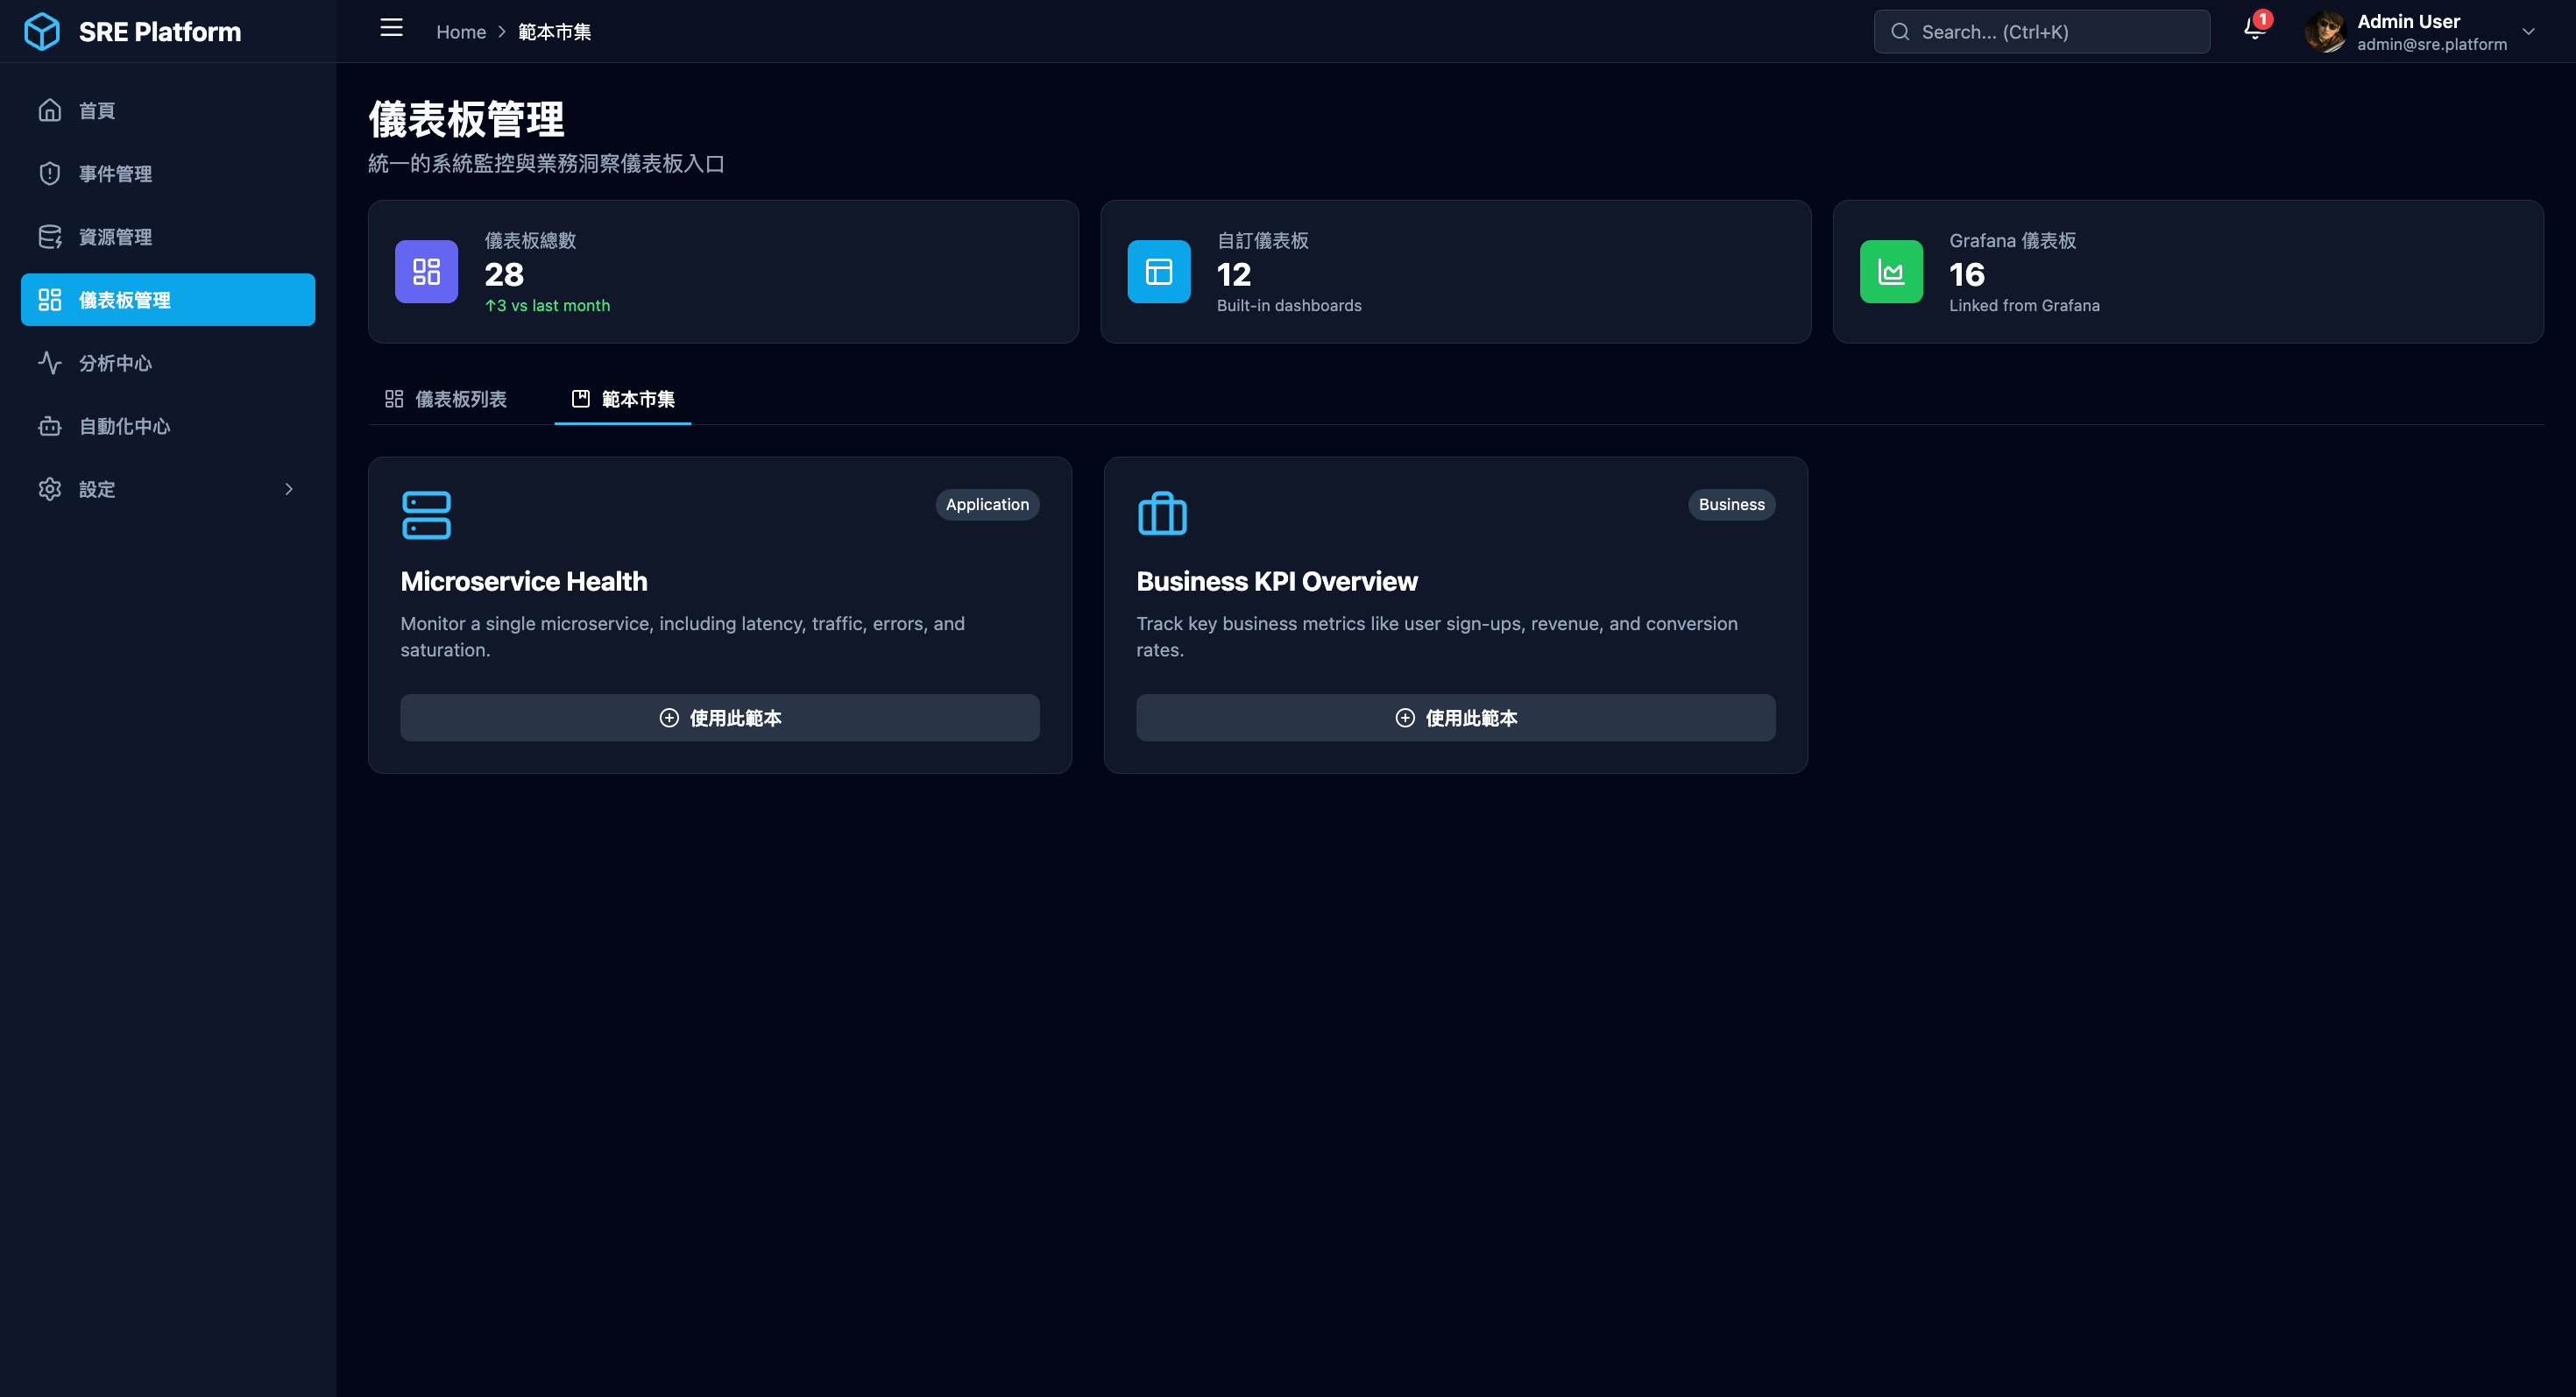 SRE Platform
Home > 範本市集
Search... (Ctrl+K)
1
Admin User
admin@sre.platform
首頁
事件管理
資源管理
儀表板管理
分析中心
自動化中心
設定
儀表板管理
統一的系統監控與業務洞察儀表板入口
儀表板總數
28
↑3 vs last month
自訂儀表板
12
Built-in dashboards
Grafana 儀表板
16
Linked from Grafana
儀表板列表
範本市集
Application
Microservice Health
Monitor a single microservice, including latency, traffic, errors, and
saturation.
使用此範本
Business
Business KPI Overview
Track key business metrics like user sign-ups, revenue, and conversion
rates.
使用此範本